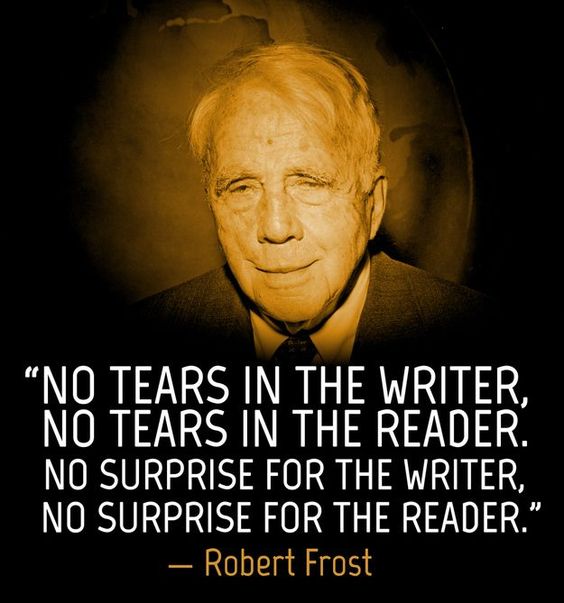 “NO TEARS IN THE WRITER,
NO TEARS IN THE READER.
NO SURPRISE FOR THE WRITER,
NO SURPRISE FOR THE READER.”
— Robert Frost